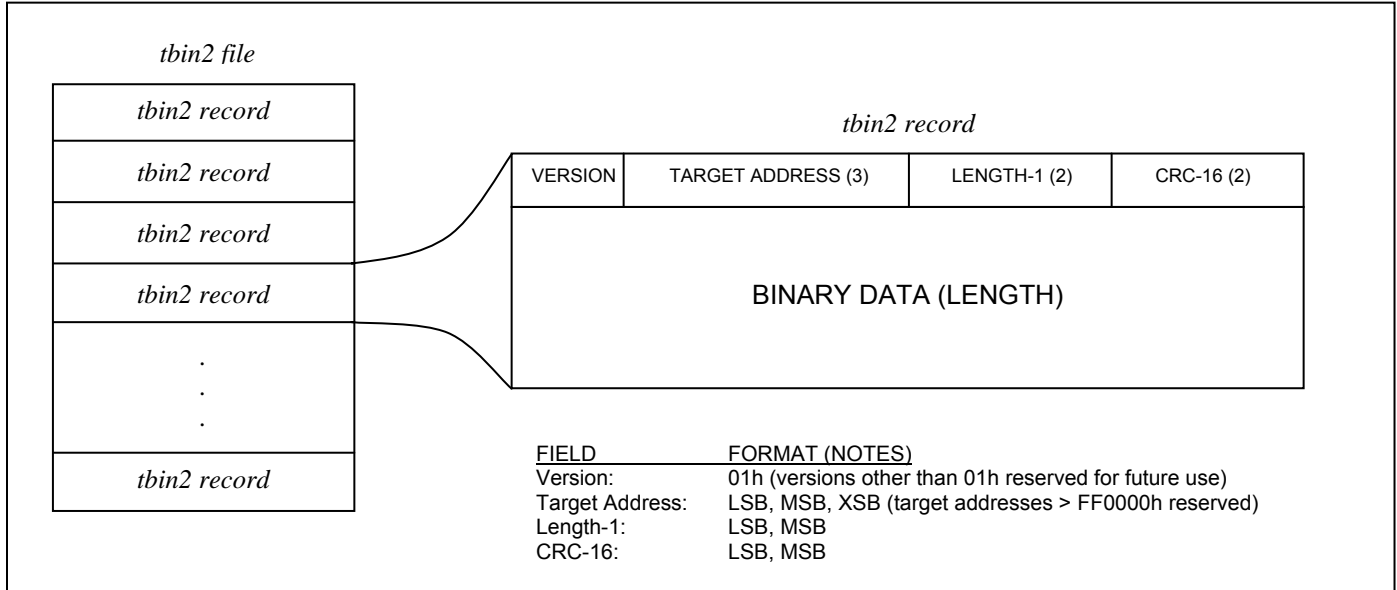 tbin2 file
tbin2 record
tbin2 record
tbin2 record
tbin2 record
.
.
.
tbin2 record
tbin2 record
VERSION TARGET ADDRESS (3) LENGTH-1 (2) CRC-16 (2)
BINARY DATA (LENGTH)
FIELD FORMAT (NOTES)
Version: 01h (versions other than 01h reserved for future use)
Target Address: LSB, MSB, XSB (target addresses > FF0000h reserved)
Length-1: LSB, MSB
CRC-16: LSB, MSB